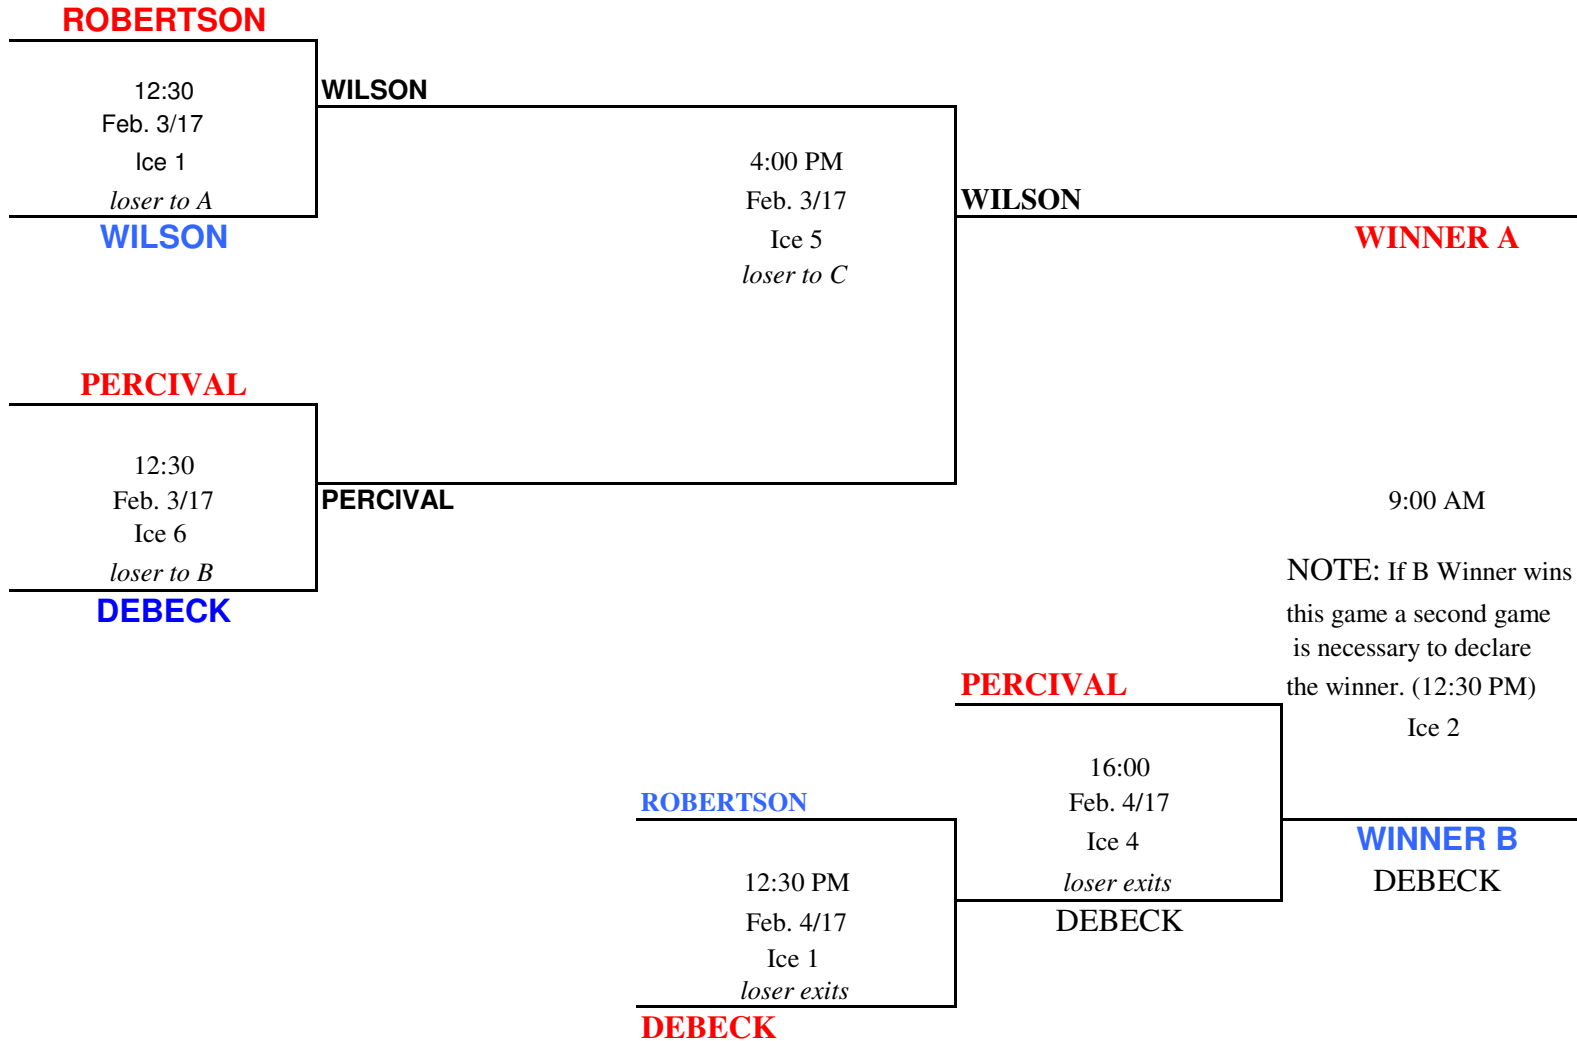 ROBERTSON
12:30
Feb. 3/17
Ice 1
loser to A
WILSON
WILSON
4:00 PM
Feb. 3/17
Ice 5
loser to C
WILSON
WINNER A
PERCIVAL
12:30
Feb. 3/17
Ice 6
loser to B
DEBECK
PERCIVAL
9:00 AM
NOTE: If B Winner wins
this game a second game
is necessary to declare
the winner. (12:30 PM)
Ice 2
PERCIVAL
16:00
Feb. 4/17
Ice 4
loser exits
DEBECK
ROBERTSON
12:30 PM
Feb. 4/17
Ice 1
loser exits
DEBECK
WINNER B
DEBECK